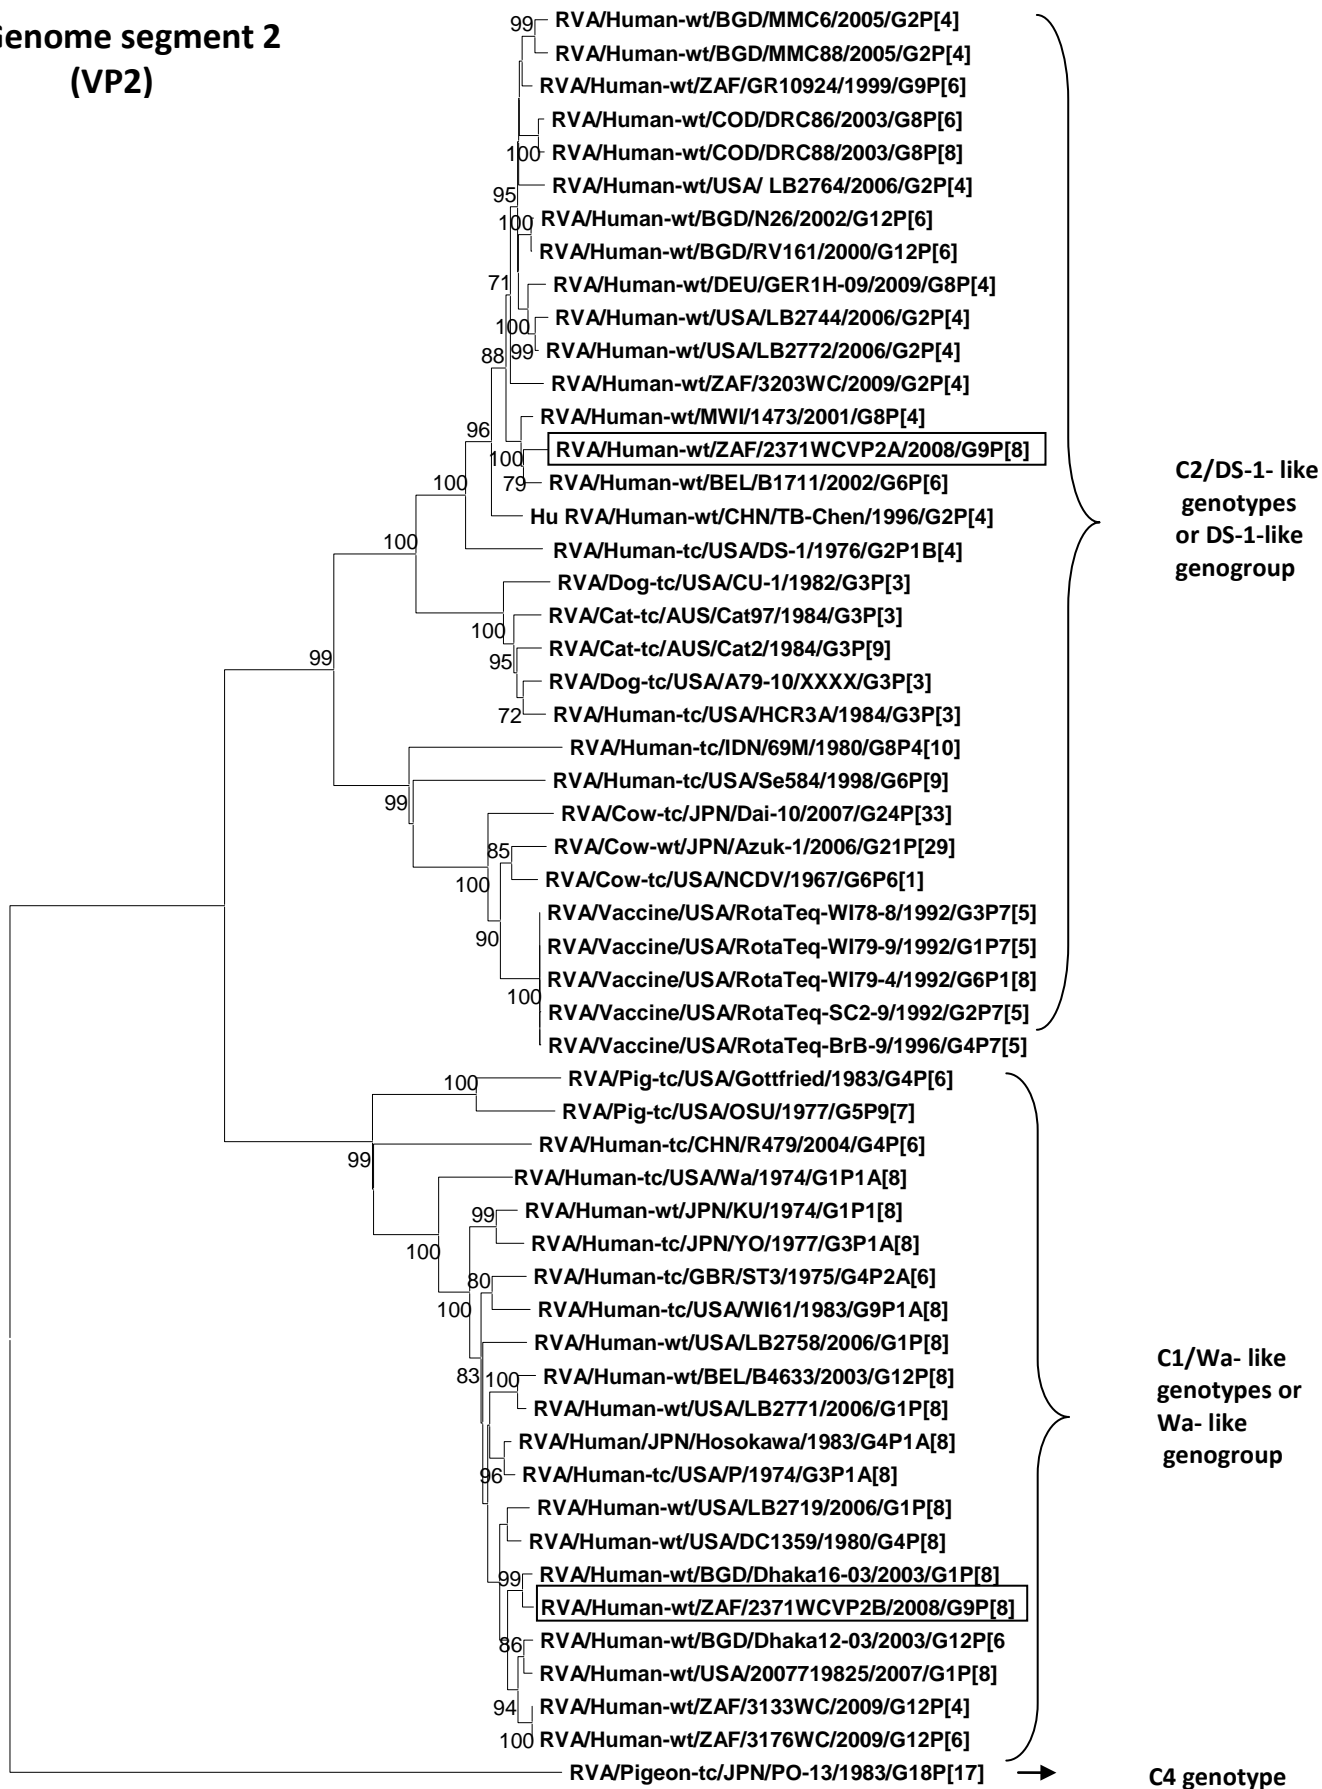 Genome segment 2
(VP2)
99 RVA/Human-wt/BGD/MMC6/2005/G2P[4]
RVA/Human-wt/BGD/MMC88/2005/G2P[4]
RVA/Human-wt/ZAF/GR10924/1999/G9P[6]
RVA/Human-wt/COD/DRC86/2003/G8P[6]
100 RVA/Human-wt/COD/DRC88/2003/G8P[8]
RVA/Human-wt/USA/ LB2764/2006/G2P[4]
95
100 RVA/Human-wt/BGD/N26/2002/G12P[6]
RVA/Human-wt/BGD/RV161/2000/G12P[6]
71 RVA/Human-wt/DEU/GER1H-09/2009/G8P[4]
RVA/Human-wt/USA/LB2744/2006/G2P[4]
100
88 99 RVA/Human-wt/USA/LB2772/2006/G2P[4]
RVA/Human-wt/ZAF/3203WC/2009/G2P[4]
RVA/Human-wt/MWI/1473/2001/G8P[4]
96
RVA/Human-wt/ZAF/2371WCVP2A/2008/G9P[8]
100
100 79 RVA/Human-wt/BEL/B1711/2002/G6P[6]
Hu RVA/Human-wt/CHN/TB-Chen/1996/G2P[4]
100 RVA/Human-tc/USA/DS-1/1976/G2P1B[4]
RVA/Dog-tc/USA/CU-1/1982/G3P[3]
RVA/Cat-tc/AUS/Cat97/1984/G3P[3]
100
RVA/Cat-tc/AUS/Cat2/1984/G3P[9]
99 95
RVA/Dog-tc/USA/A79-10/XXXX/G3P[3]
72 RVA/Human-tc/USA/HCR3A/1984/G3P[3]
RVA/Human-tc/IDN/69M/1980/G8P4[10]
RVA/Human-tc/USA/Se584/1998/G6P[9]
99
RVA/Cow-tc/JPN/Dai-10/2007/G24P[33]
85 RVA/Cow-wt/JPN/Azuk-1/2006/G21P[29]
100 RVA/Cow-tc/USA/NCDV/1967/G6P6[1]
RVA/Vaccine/USA/RotaTeq-WI78-8/1992/G3P7[5]
90 RVA/Vaccine/USA/RotaTeq-WI79-9/1992/G1P7[5]
RVA/Vaccine/USA/RotaTeq-WI79-4/1992/G6P1[8]
100
RVA/Vaccine/USA/RotaTeq-SC2-9/1992/G2P7[5]
RVA/Vaccine/USA/RotaTeq-BrB-9/1996/G4P7[5]
C2/DS-1- like
genotypes
or DS-1-like
genogroup
100 RVA/Pig-tc/USA/Gottfried/1983/G4P[6]
RVA/Pig-tc/USA/OSU/1977/G5P9[7]
RVA/Human-tc/CHN/R479/2004/G4P[6]
99
RVA/Human-tc/USA/Wa/1974/G1P1A[8]
99 RVA/Human-wt/JPN/KU/1974/G1P1[8]
100 RVA/Human-tc/JPN/YO/1977/G3P1A[8]
80 RVA/Human-tc/GBR/ST3/1975/G4P2A[6]
100 RVA/Human-tc/USA/WI61/1983/G9P1A[8]
RVA/Human-wt/USA/LB2758/2006/G1P[8]
83 100 RVA/Human-wt/BEL/B4633/2003/G12P[8]
RVA/Human-wt/USA/LB2771/2006/G1P[8]
RVA/Human/JPN/Hosokawa/1983/G4P1A[8]
96 RVA/Human-tc/USA/P/1974/G3P1A[8]
RVA/Human-wt/USA/LB2719/2006/G1P[8]
RVA/Human-wt/USA/DC1359/1980/G4P[8]
99 RVA/Human-wt/BGD/Dhaka16-03/2003/G1P[8]
RVA/Human-wt/ZAF/2371WCVP2B/2008/G9P[8]
86 RVA/Human-wt/BGD/Dhaka12-03/2003/G12P[6
RVA/Human-wt/USA/2007719825/2007/G1P[8]
94 RVA/Human-wt/ZAF/3133WC/2009/G12P[4]
100 RVA/Human-wt/ZAF/3176WC/2009/G12P[6]
C1/Wa- like
genotypes or
Wa- like
genogroup
RVA/Pigeon-tc/JPN/PO-13/1983/G18P[17]
C4 genotype